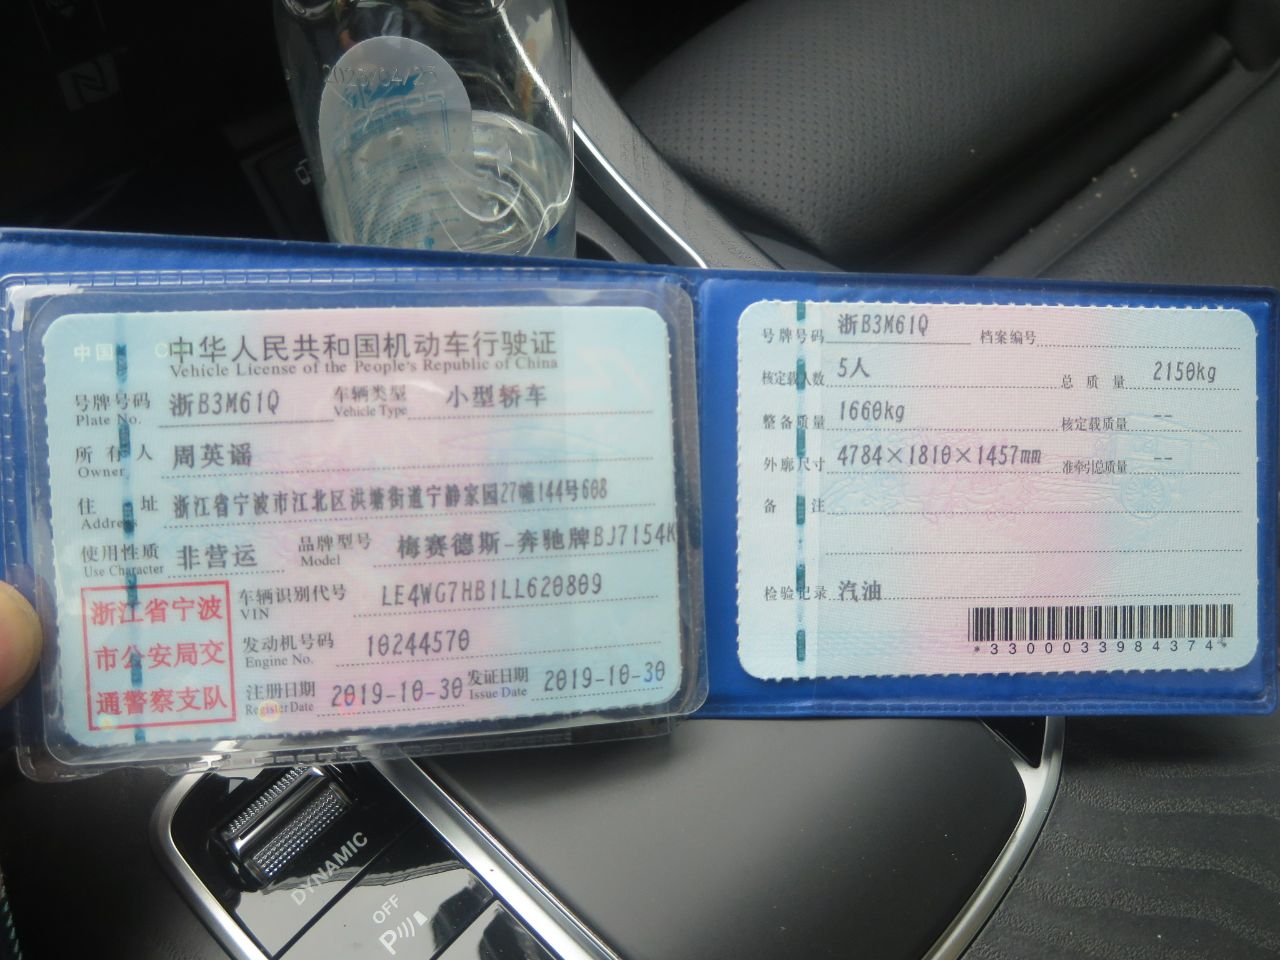 2023/04/25
中华人民共和国机动车行驶证
Vehicle License of the People's Republic of China
号牌号码 浙B3M61Q 车辆类型 小型轿车
Plate No. Vehicle Type
所有人 周英谣
Owner
住址 浙江省宁波市江北区洪塘街道宁静家园27幢144号608
Address
使用性质 非营运 品牌型号 梅赛德斯-奔驰牌BJ7154K
Use Character Model
浙江省宁波
市公安局交
通警察支队
车辆识别代号 LE4WG7HB1LL620809
VIN
发动机号码 10244570
Engine No.
注册日期 2019-10-30 发证日期 2019-10-30
Register Date Issue Date
号牌号码 浙B3M61Q 档案编号
核定载人数 5人 总质量 2150kg
整备质量 1660kg 核定载质量 --
外廓尺寸 4784×1810×1457mm 准牵引总质量 --
备注
检验记录 汽油
*3300033984374*
DYNAMIC
OFF
P